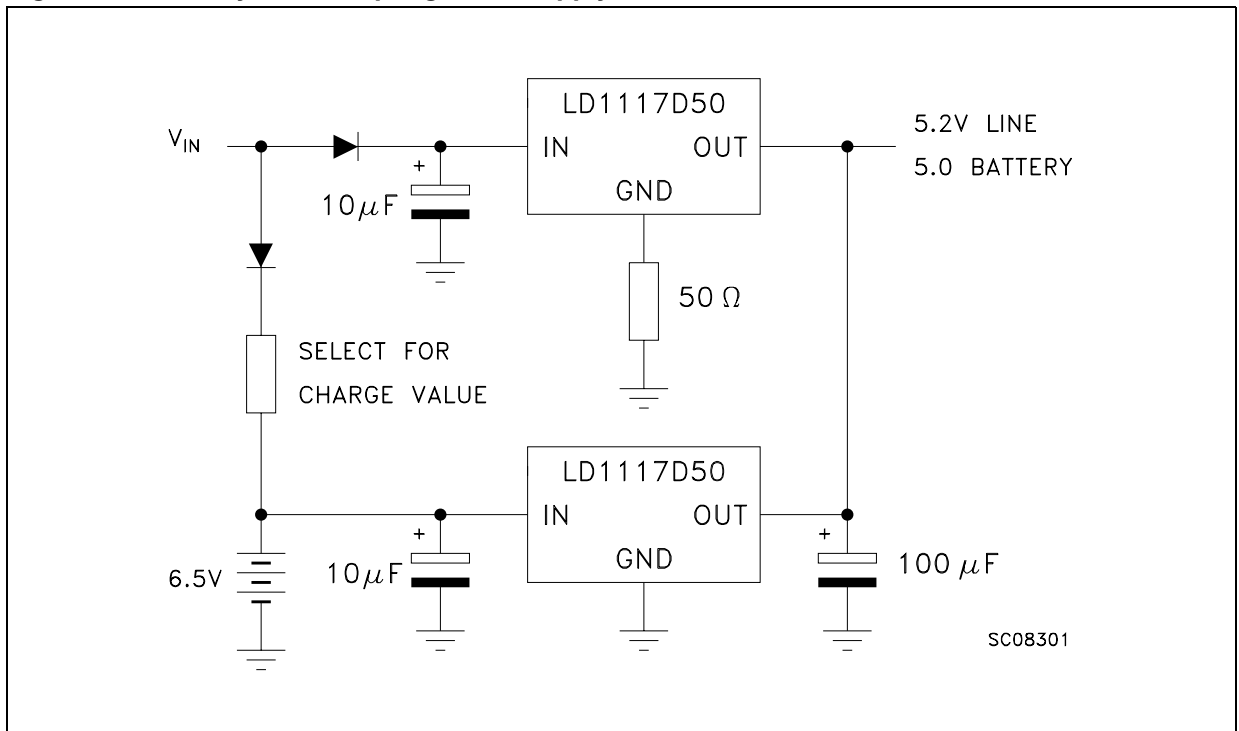 LD1117D50
V_IN
IN
OUT
GND
5.2V LINE
5.0 BATTERY
+
10μF
50 Ω
SELECT FOR
CHARGE VALUE
LD1117D50
IN
OUT
GND
6.5V
+
10μF
+
100 μF
SC08301